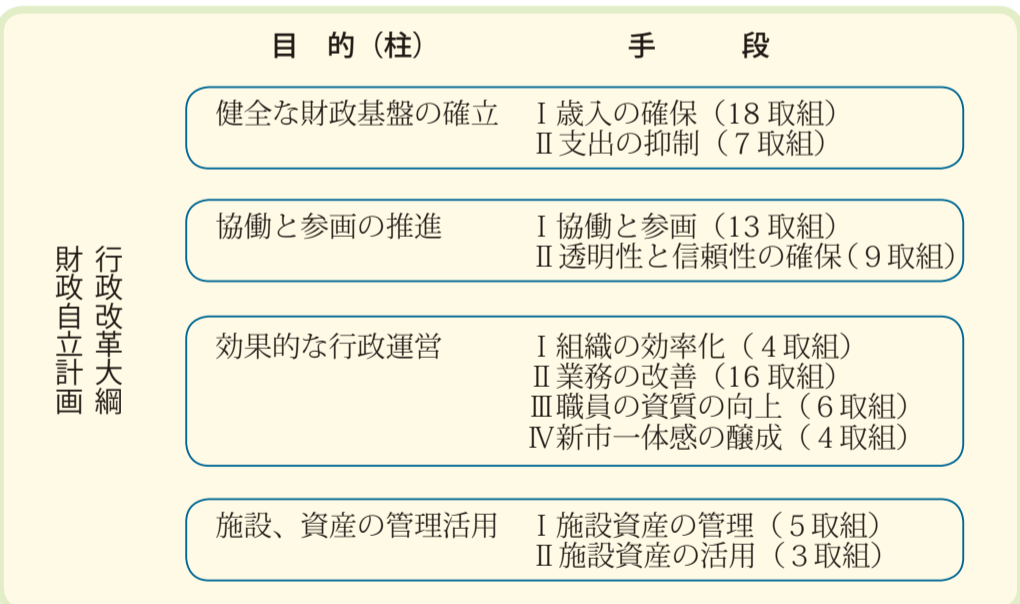 目　的（柱）　手　段
行政改革大綱
財政自立計画
健全な財政基盤の確立　Ⅰ歳入の確保（18取組）
Ⅱ支出の抑制（７取組）
協働と参画の推進　Ⅰ協働と参画（13取組）
Ⅱ透明性と信頼性の確保（９取組）
効果的な行政運営　Ⅰ組織の効率化（４取組）
Ⅱ業務の改善（16取組）
Ⅲ職員の資質の向上（６取組）
Ⅳ新市一体感の醸成（４取組）
施設、資産の管理活用　Ⅰ施設資産の管理（５取組）
Ⅱ施設資産の活用（３取組）